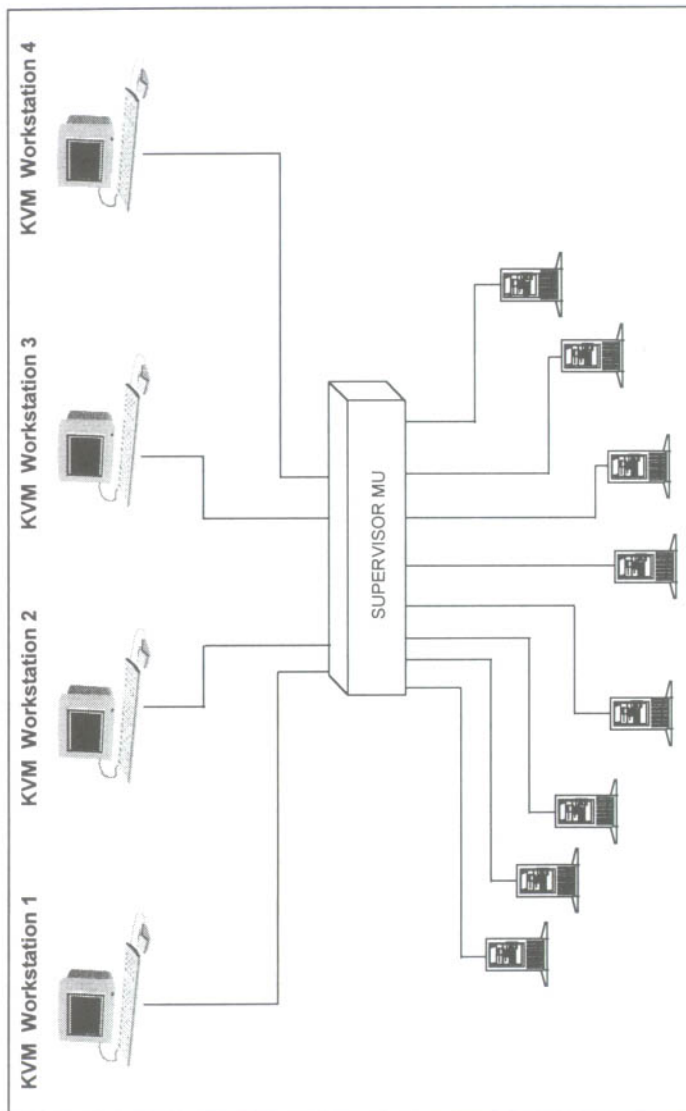 KVM Workstation 1
KVM Workstation 2
KVM Workstation 3
KVM Workstation 4
SUPERVISOR MU